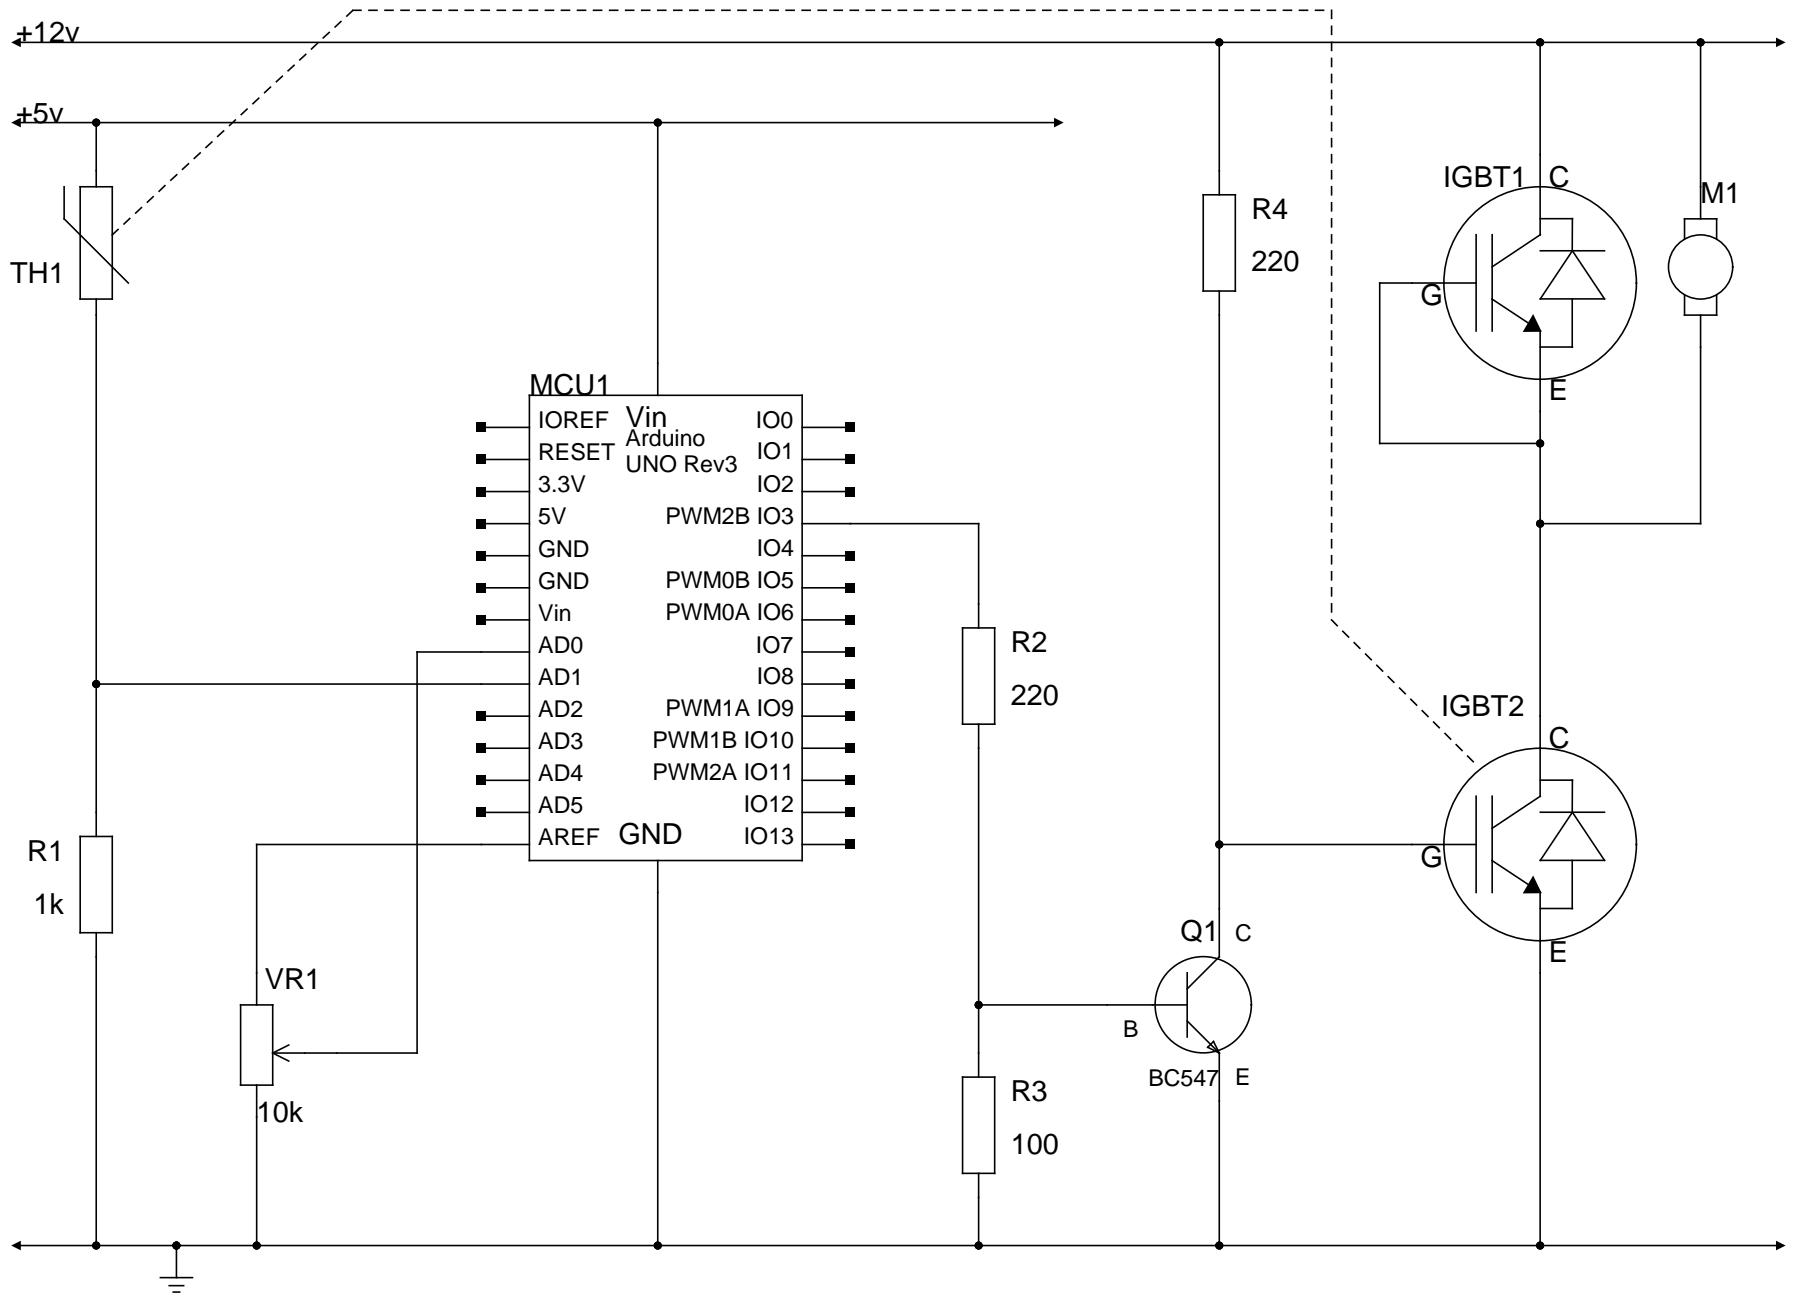 +12v
+5v
TH1
R1
1k
VR1
10k
MCU1
Vin
Arduino
UNO Rev3
IOREF
RESET
3.3V
5V
GND
GND
Vin
AD0
AD1
AD2
AD3
AD4
AD5
AREF
GND
IO0
IO1
IO2
PWM2B IO3
IO4
PWM0B IO5
PWM0A IO6
IO7
IO8
PWM1A IO9
PWM1B IO10
PWM2A IO11
IO12
IO13
R2
220
R3
100
R4
220
Q1
C
B
BC547
E
IGBT1
C
G
E
M1
IGBT2
C
G
E